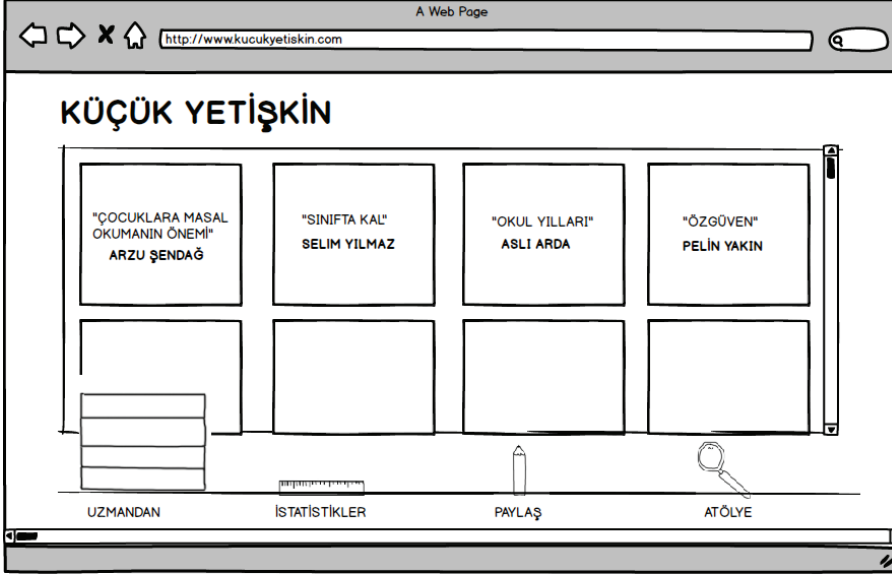 A Web Page
http://www.kucukyetiskin.com
KÜÇÜK YETİŞKİN
"ÇOCUKLARA MASAL
OKUMANIN ÖNEMİ"
ARZU ŞENDAĞ
"SINIFTA KAL"
SELIM YILMAZ
"OKUL YILLARI"
ASLI ARDA
"ÖZGÜVEN"
PELİN YAKIN
UZMANDAN
İSTATİSTİKLER
PAYLAŞ
ATÖLYE